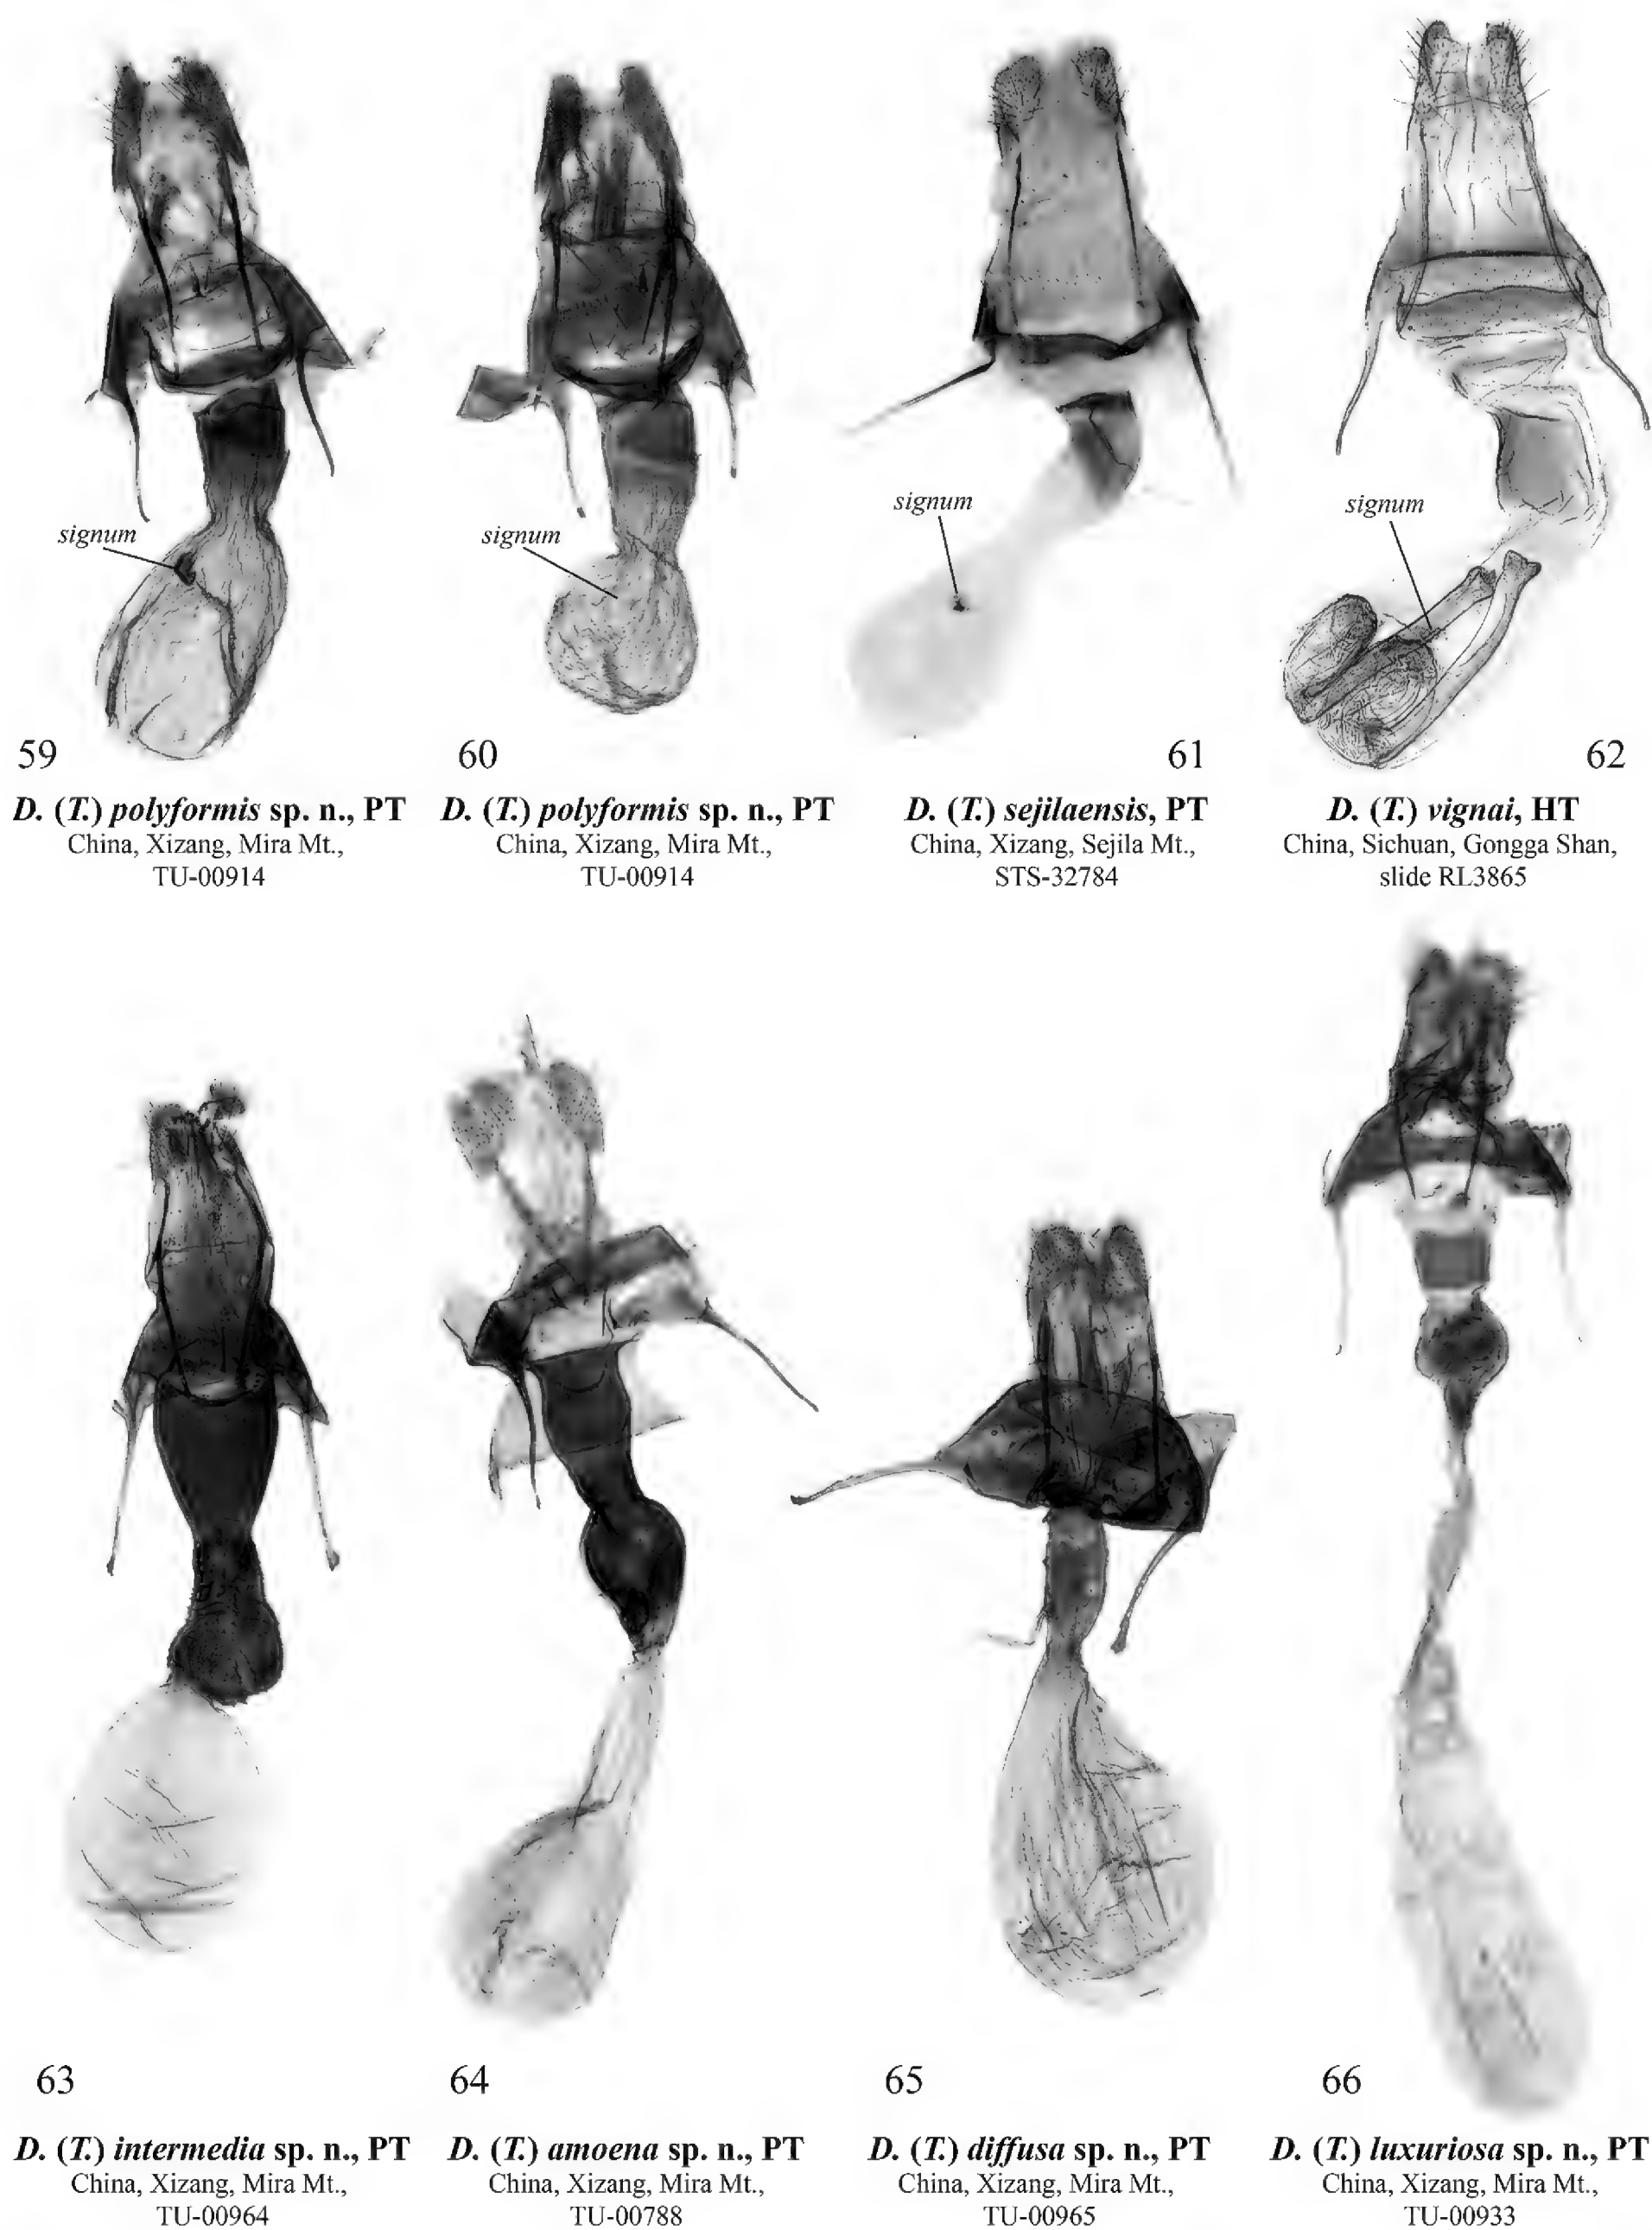 signum
signum
signum
signum
59
60
61
62
D. (T.) polyformis sp. n., PT
China, Xizang, Mira Mt.,
TU-00914
D. (T.) polyformis sp. n., PT
China, Xizang, Mira Mt.,
TU-00914
D. (T.) sejilaensis, PT
China, Xizang, Sejila Mt.,
STS-32784
D. (T.) vignai, HT
China, Sichuan, Gongga Shan,
slide RL3865
63
64
65
66
D. (T.) intermedia sp. n., PT
China, Xizang, Mira Mt.,
TU-00964
D. (T.) amoena sp. n., PT
China, Xizang, Mira Mt.,
TU-00788
D. (T.) diffusa sp. n., PT
China, Xizang, Mira Mt.,
TU-00965
D. (T.) luxuriosa sp. n., PT
China, Xizang, Mira Mt.,
TU-00933